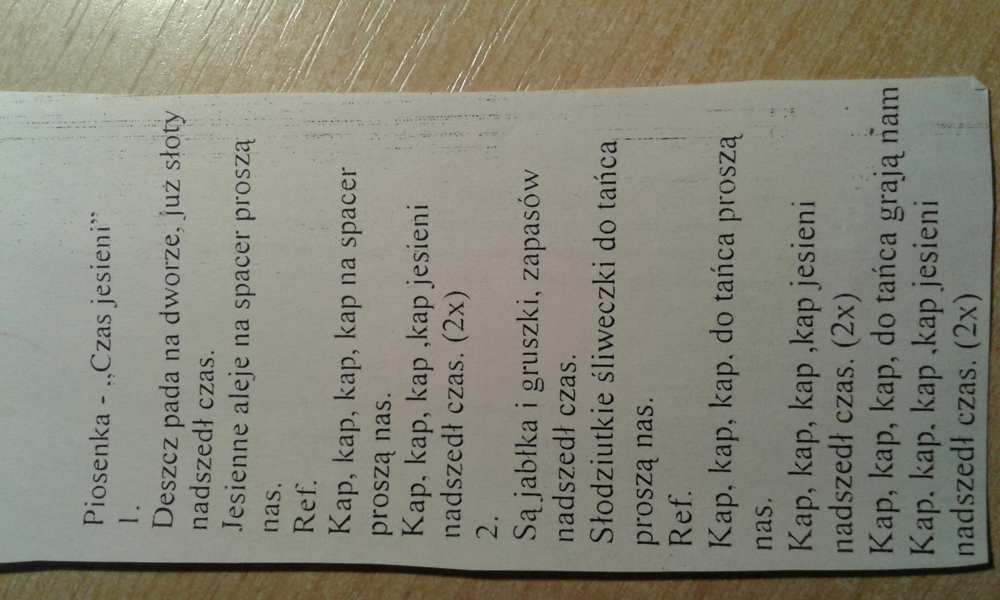 Piosenka - „Czas jesieni”
1.
Deszcz pada na dworze, już słoty
nadszedł czas.
Jesienne aleje na spacer proszą
nas.
Ref.
Kap, kap, kap, kap na spacer
proszą nas.
Kap, kap, kap ,kap jesieni
nadszedł czas. (2x)
2.
Są jabłka i gruszki, zapasów
nadszedł czas.
Słodziutkie śliweczki do tańca
proszą nas.
Ref.
Kap, kap, kap, do tańca proszą
nas.
Kap, kap, kap ,kap jesieni
nadszedł czas. (2x)
Kap, kap, kap, do tańca grają nam
Kap, kap, kap ,kap jesieni
nadszedł czas. (2x)